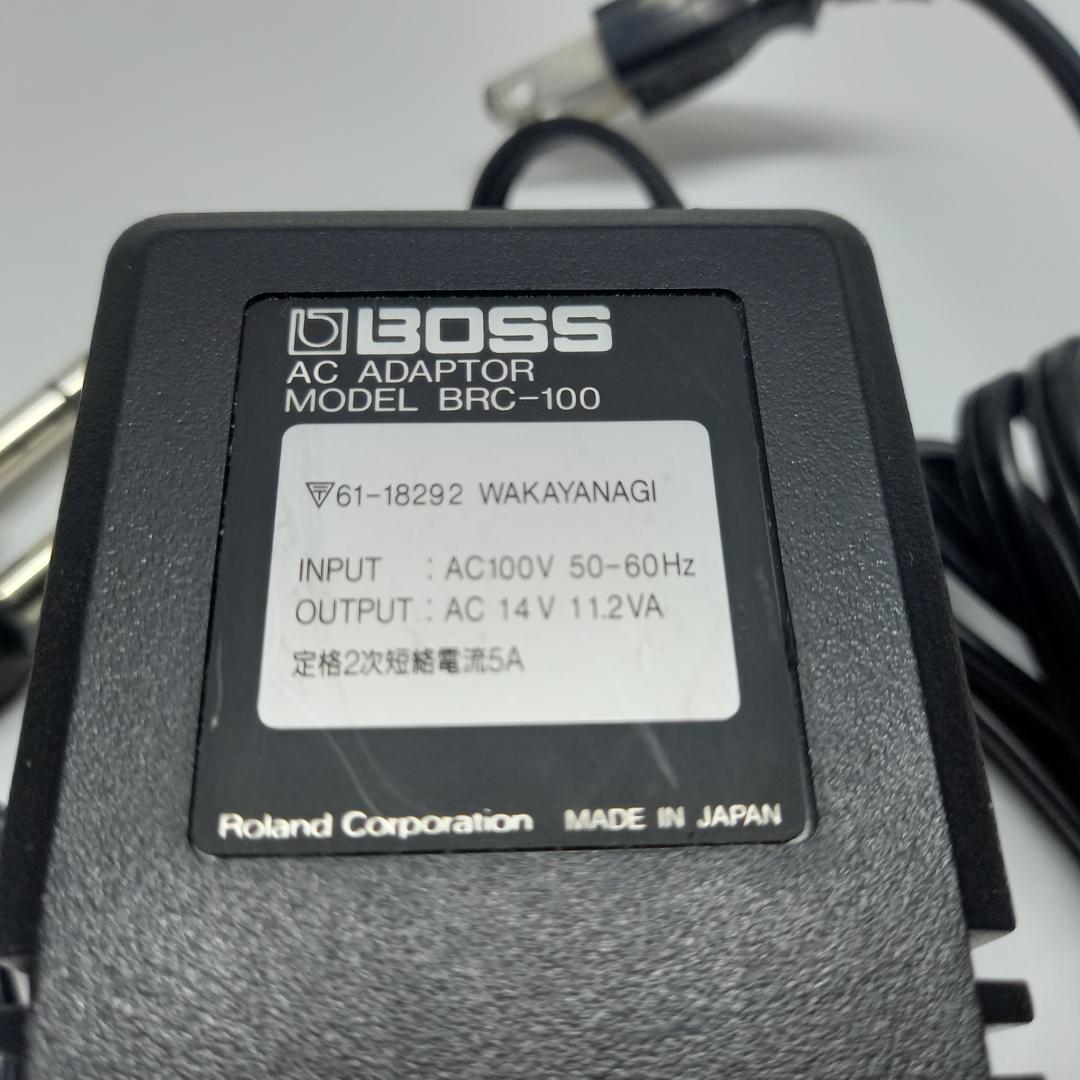 BOSS
AC ADAPTOR
MODEL BRC-100
61-18292 WAKAYANAGI
INPUT : AC100V 50-60Hz
OUTPUT : AC 14V 11.2VA
定格2次短絡電流5A
Roland Corporation MADE IN JAPAN